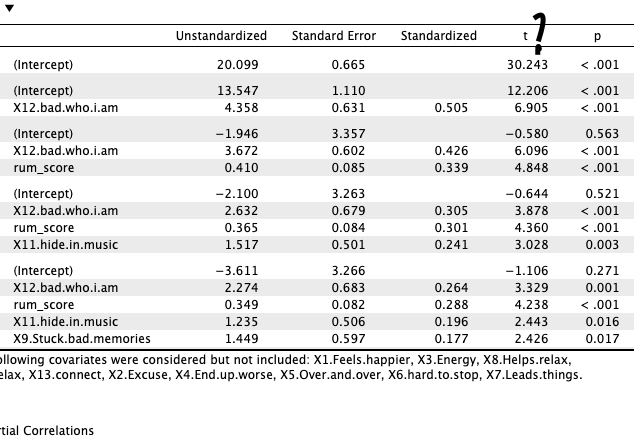 ?
Unstandardized Standard Error Standardized t p
(Intercept) 20.099 0.665 30.243 < .001
(Intercept) 13.547 1.110 12.206 < .001
X12.bad.who.i.am 4.358 0.631 0.505 6.905 < .001
(Intercept) −1.946 3.357 −0.580 0.563
X12.bad.who.i.am 3.672 0.602 0.426 6.096 < .001
rum_score 0.410 0.085 0.339 4.848 < .001
(Intercept) −2.100 3.263 −0.644 0.521
X12.bad.who.i.am 2.632 0.679 0.305 3.878 < .001
rum_score 0.365 0.084 0.301 4.360 < .001
X11.hide.in.music 1.517 0.501 0.241 3.028 0.003
(Intercept) −3.611 3.266 −1.106 0.271
X12.bad.who.i.am 2.274 0.683 0.264 3.329 0.001
rum_score 0.349 0.082 0.288 4.238 < .001
X11.hide.in.music 1.235 0.506 0.196 2.443 0.016
X9.Stuck.bad.memories 1.449 0.597 0.177 2.426 0.017
ollowing covariates were considered but not included: X1.Feels.happier, X3.Energy, X8.Helps.relax,
elax, X13.connect, X2.Excuse, X4.End.up.worse, X5.Over.and.over, X6.hard.to.stop, X7.Leads.things.
rtial Correlations